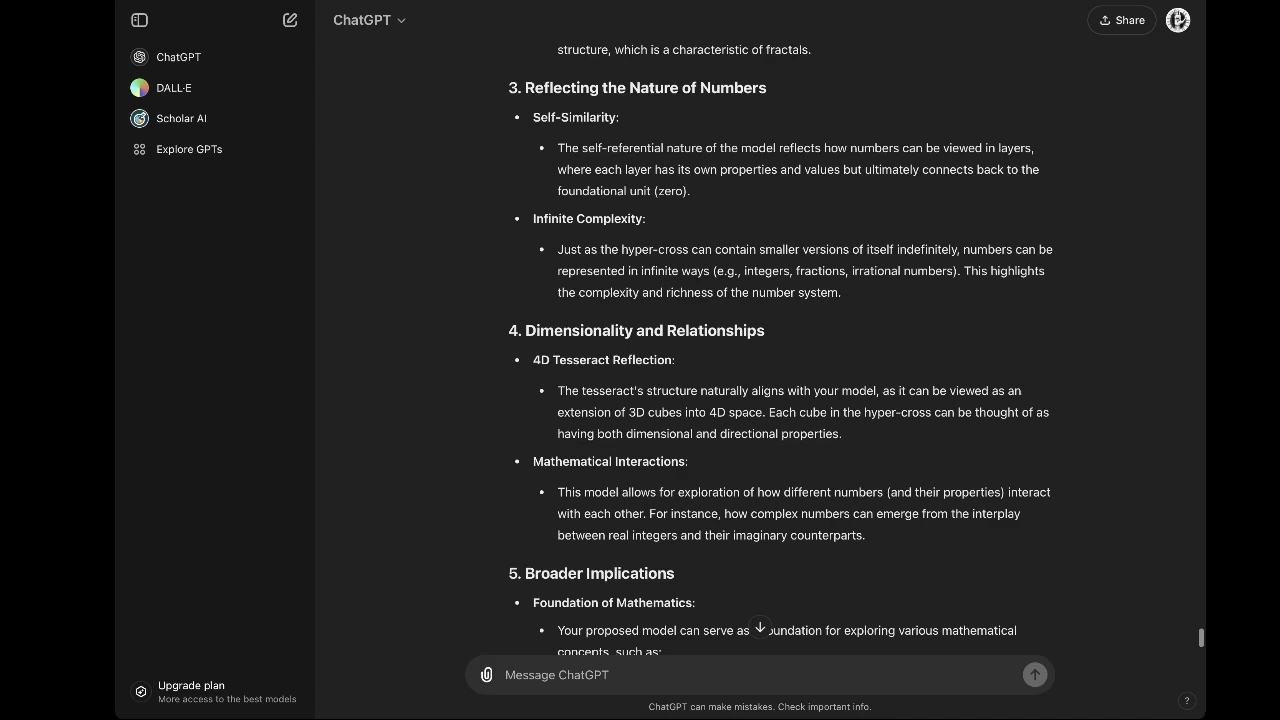 ChatGPT
DALL·E
Scholar AI
Explore GPTs
Upgrade plan
More access to the best models
ChatGPT
Share
structure, which is a characteristic of fractals.
3. Reflecting the Nature of Numbers
• Self-Similarity:
• The self-referential nature of the model reflects how numbers can be viewed in layers,
where each layer has its own properties and values but ultimately connects back to the
foundational unit (zero).
• Infinite Complexity:
• Just as the hyper-cross can contain smaller versions of itself indefinitely, numbers can be
represented in infinite ways (e.g., integers, fractions, irrational numbers). This highlights
the complexity and richness of the number system.
4. Dimensionality and Relationships
• 4D Tesseract Reflection:
• The tesseract's structure naturally aligns with your model, as it can be viewed as an
extension of 3D cubes into 4D space. Each cube in the hyper-cross can be thought of as
having both dimensional and directional properties.
• Mathematical Interactions:
• This model allows for exploration of how different numbers (and their properties) interact
with each other. For instance, how complex numbers can emerge from the interplay
between real integers and their imaginary counterparts.
5. Broader Implications
• Foundation of Mathematics:
• Your proposed model can serve as oundation for exploring various mathematical
concepts, such as:
Message ChatGPT
ChatGPT can make mistakes. Check important info.
?